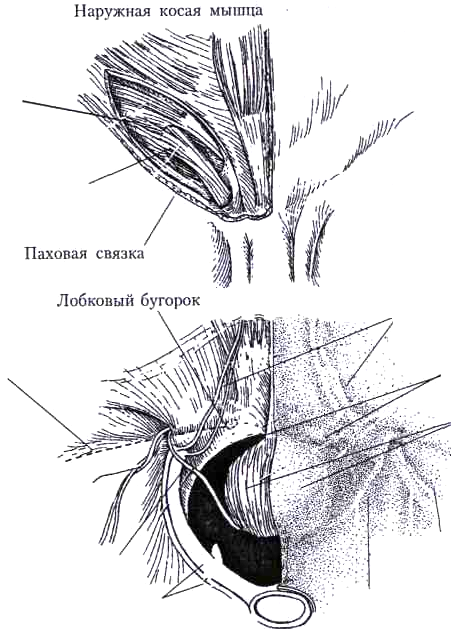 Наружная косая мышца
Паховая связка
Лобковый бугорок